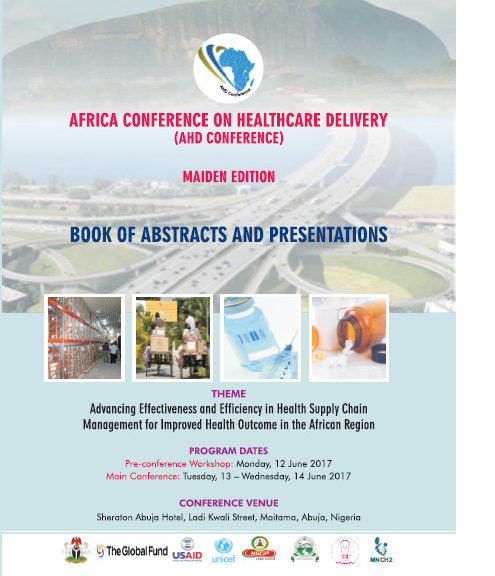 AHD Conference
AFRICA CONFERENCE ON HEALTHCARE DELIVERY
(AHD CONFERENCE)
MAIDEN EDITION
BOOK OF ABSTRACTS AND PRESENTATIONS
THEME
Advancing Effectiveness and Efficiency in Health Supply Chain
Management for Improved Health Outcome in the African Region
PROGRAM DATES
Pre-conference Workshop: Monday, 12 June 2017
Main Conference: Tuesday, 13 – Wednesday, 14 June 2017
CONFERENCE VENUE
Sheraton Abuja Hotel, Ladi Kwali Street, Maitama, Abuja, Nigeria
The Global Fund
USAID
unicef
NSCIP
MNCH2